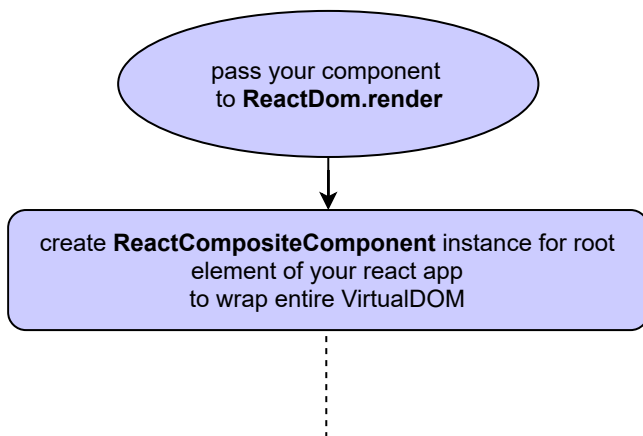 pass your component
to ReactDom.render
create ReactCompositeComponent instance for root
element of your react app
to wrap entire VirtualDOM